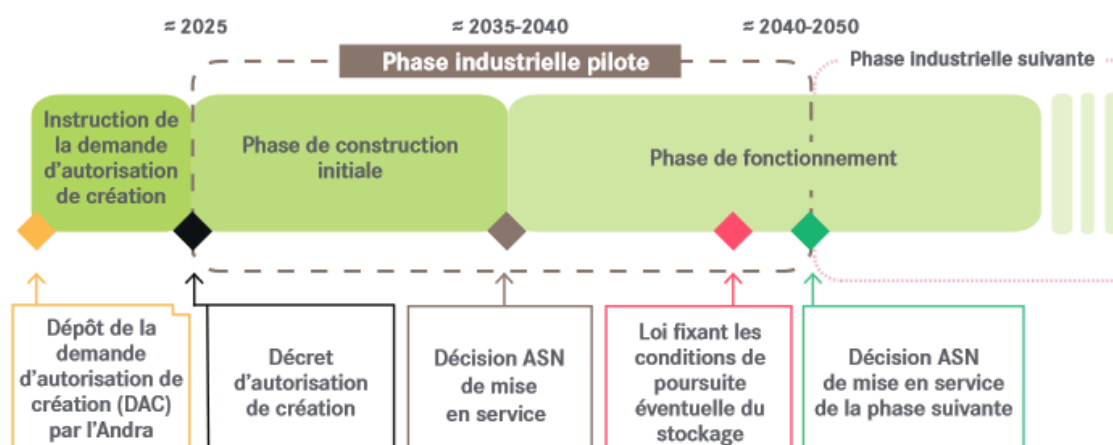 ≈ 2025
≈ 2035-2040
≈ 2040-2050
Phase industrielle pilote
Phase industrielle suivante
Instruction de
la demande
d'autorisation
de création
Phase de construction
initiale
Phase de fonctionnement
Dépôt de la
demande
d'autorisation de
création (DAC)
par l'Andra
Décret
d'autorisation
de création
Décision ASN
de mise
en service
Loi fixant les
conditions de
poursuite
éventuelle du
stockage
Décision ASN
de mise en service
de la phase suivante